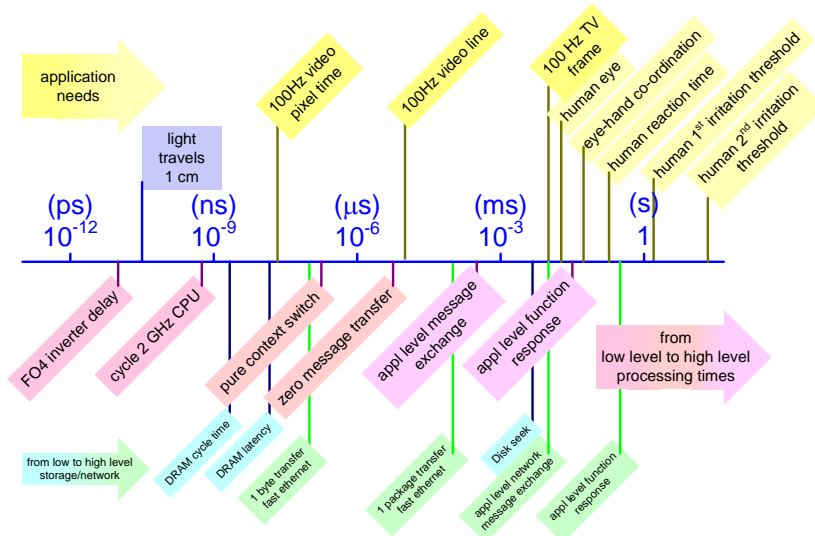 application
needs
light
travels
1 cm
100Hz video
pixel time
100Hz video line
100 Hz TV
frame
human eye
eye-hand co-ordination
human reaction time
human 1st irritation threshold
human 2nd irritation
threshold
(ps)
(ns)
(μs)
(ms)
(s)
10-12
10-9
10-6
10-3
1
FO4 inverter delay
cycle 2 GHz CPU
pure context switch
zero message transfer
appl level message
exchange
appl level function
response
from
low level to high level
processing times
from low to high level
storage/network
DRAM cycle time
DRAM latency
1 byte transfer
fast ethernet
1 package transfer
fast ethernet
Disk seek
appl level network
message exchange
appl level function
response